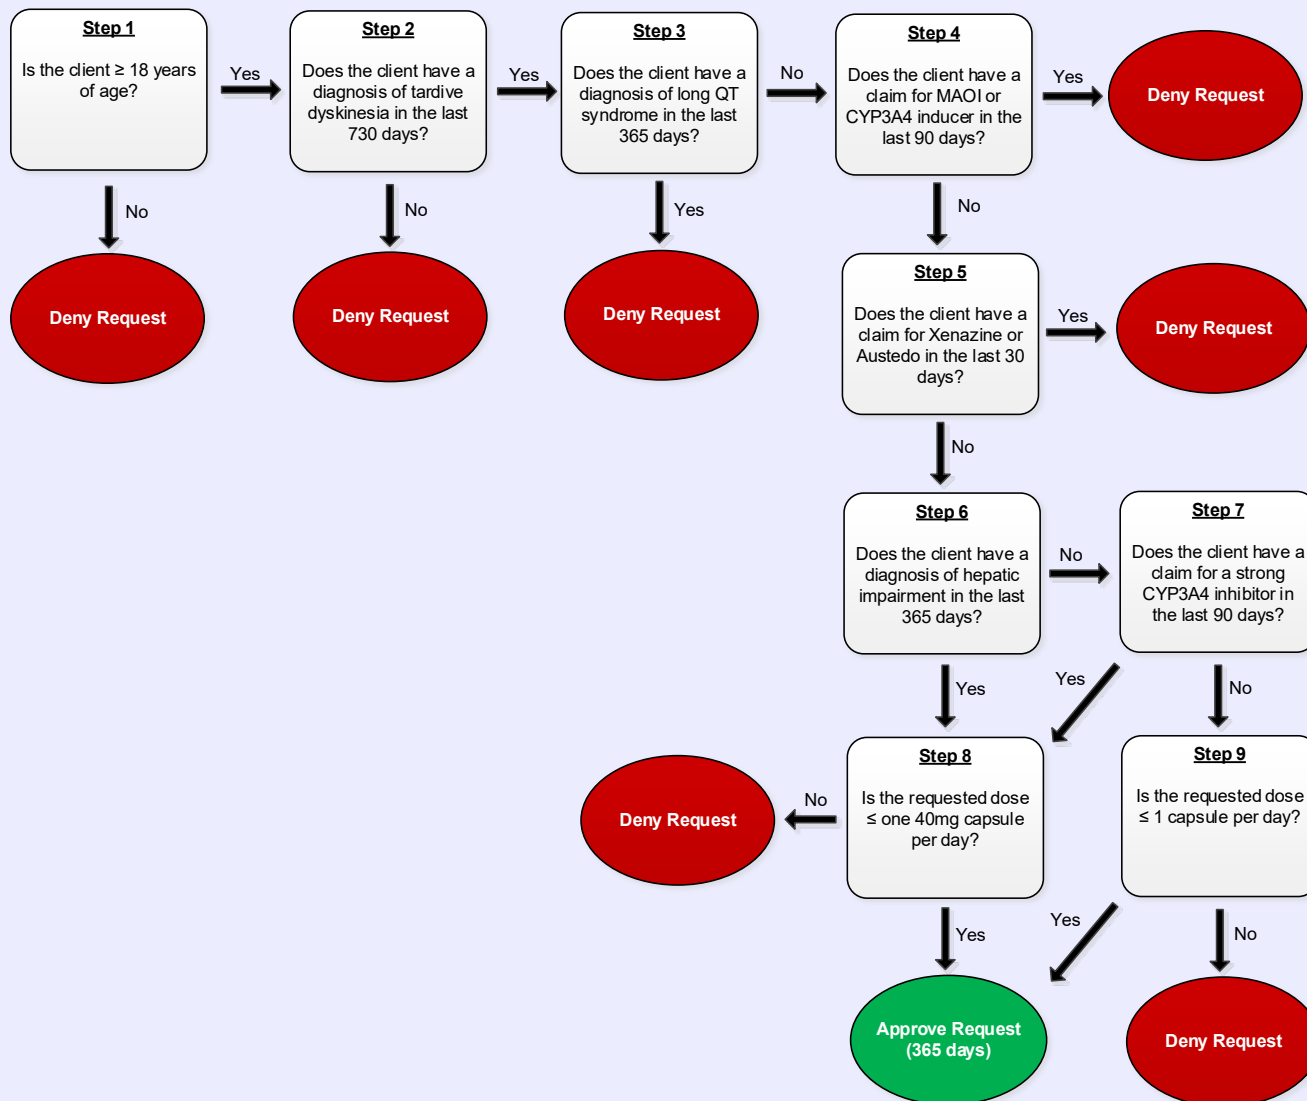 Step 1
Is the client ≥ 18 years
of age?
Yes
No
Deny Request
Step 2
Does the client have a
diagnosis of tardive
dyskinesia in the last
730 days?
Yes
No
Deny Request
Step 3
Does the client have a
diagnosis of long QT
syndrome in the last
365 days?
No
Yes
Deny Request
Step 4
Does the client have a
claim for MAOI or
CYP3A4 inducer in the
last 90 days?
Yes
Deny Request
No
Step 5
Does the client have a
claim for Xenazine or
Austedo in the last 30
days?
Yes
Deny Request
No
Step 6
Does the client have a
diagnosis of hepatic
impairment in the last
365 days?
No
Yes
Step 7
Does the client have a
claim for a strong
CYP3A4 inhibitor in
the last 90 days?
Yes
No
Step 8
Is the requested dose
≤ one 40mg capsule
per day?
No
Deny Request
Yes
Step 9
Is the requested dose
≤ 1 capsule per day?
Yes
No
Approve Request
(365 days)
Deny Request